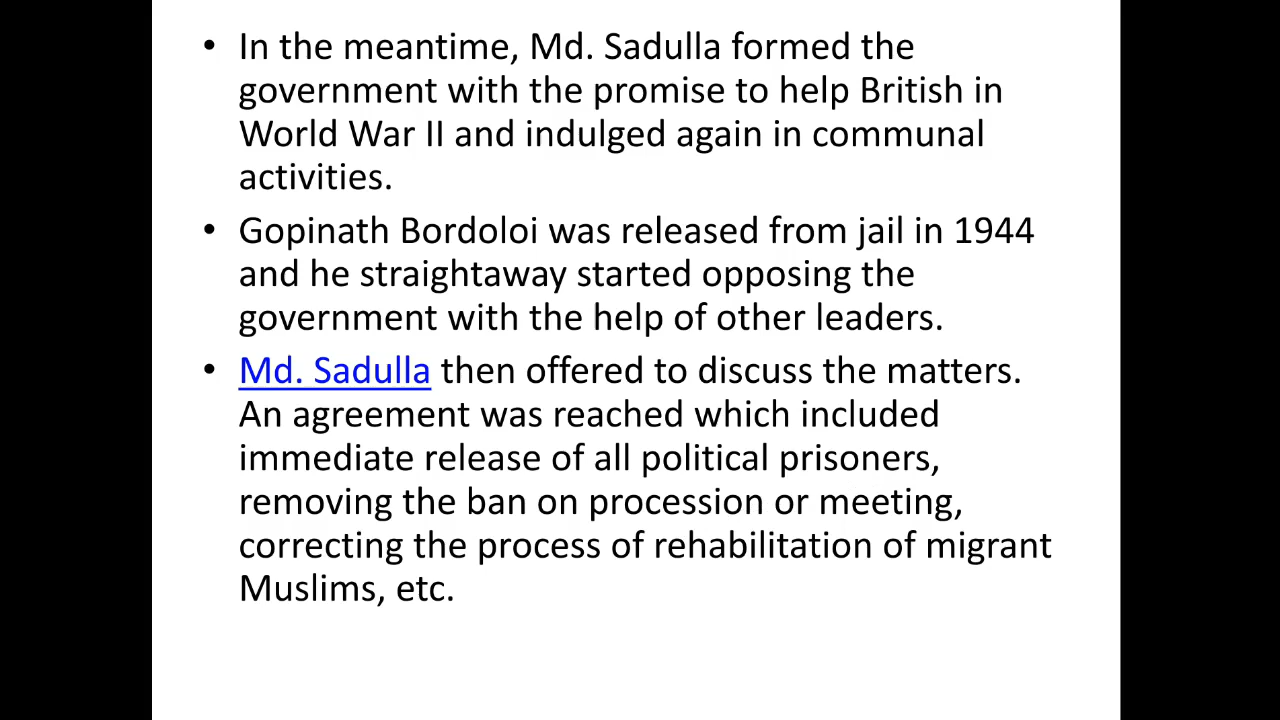 • In the meantime, Md. Sadulla formed the
government with the promise to help British in
World War II and indulged again in communal
activities.
• Gopinath Bordoloi was released from jail in 1944
and he straightaway started opposing the
government with the help of other leaders.
• Md. Sadulla then offered to discuss the matters.
An agreement was reached which included
immediate release of all political prisoners,
removing the ban on procession or meeting,
correcting the process of rehabilitation of migrant
Muslims, etc.